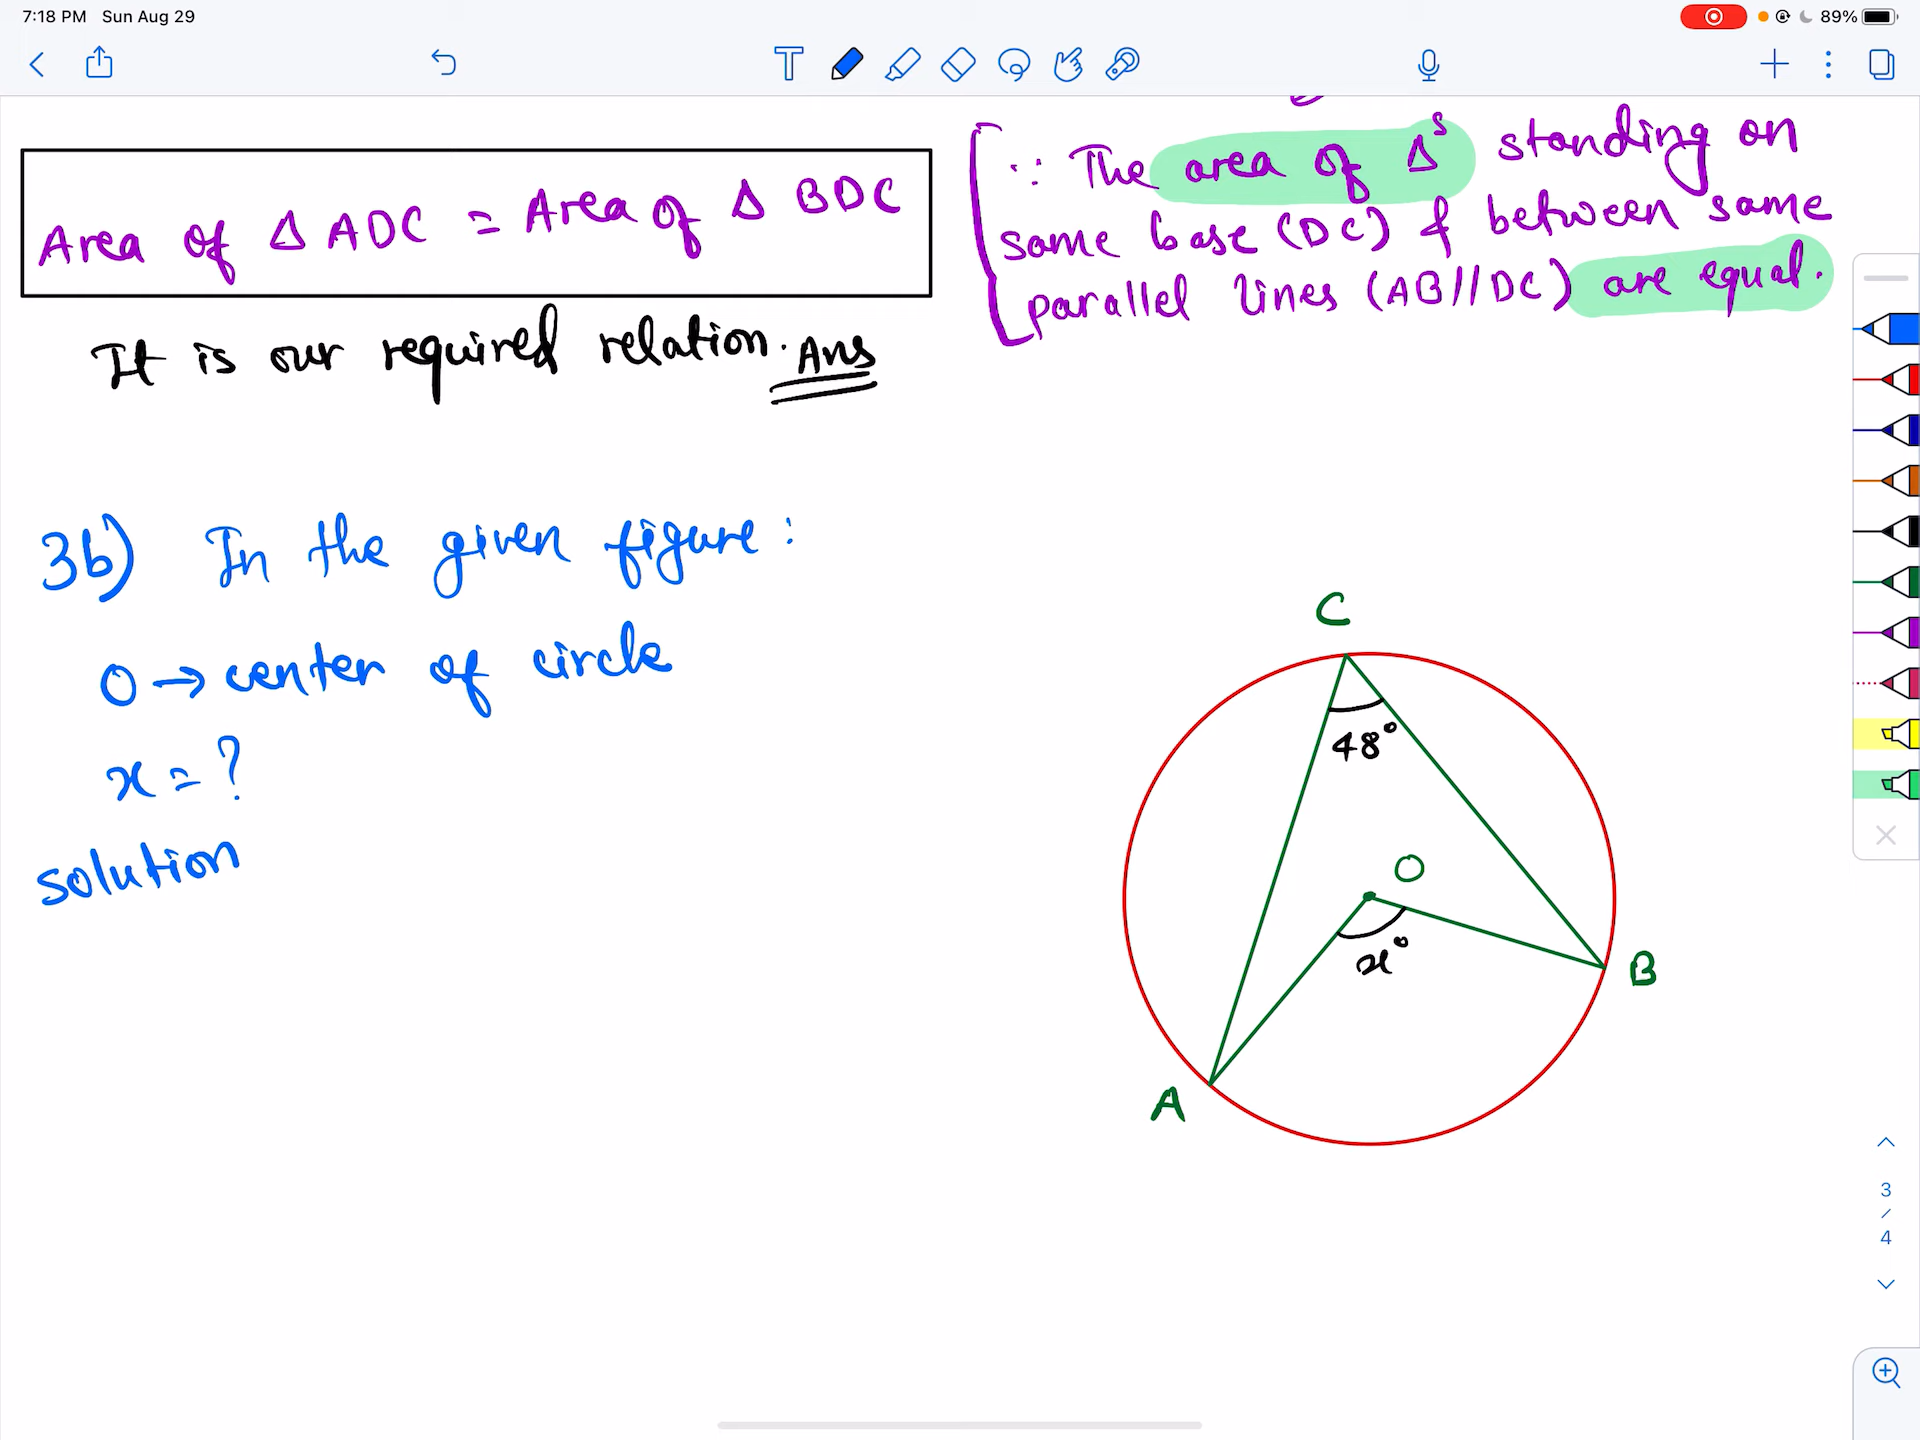 7:18 PM Sun Aug 29
89%
T
∵ The area of Δˢ standing on
same base (DC) & between same
parallel lines (AB//DC) are equal.
Area of Δ ADC = Area of Δ BDC
It is our required relation. Ans
3b) In the given figure:
O → center of circle
x = ?
solution
C
48°
O
x°
B
A
3
/
4